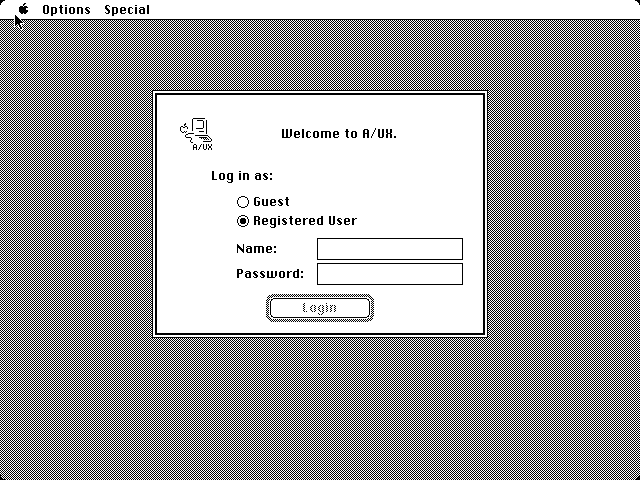 Options Special
Welcome to A/UX.
A/UX
Log in as:
Guest
Registered User
Name:
Password:
Login